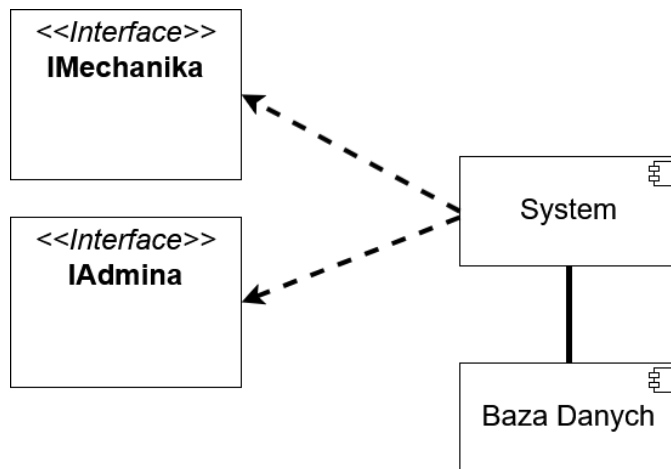 <<Interface>>
IMechanika
<<Interface>>
IAdmina
System
Baza Danych